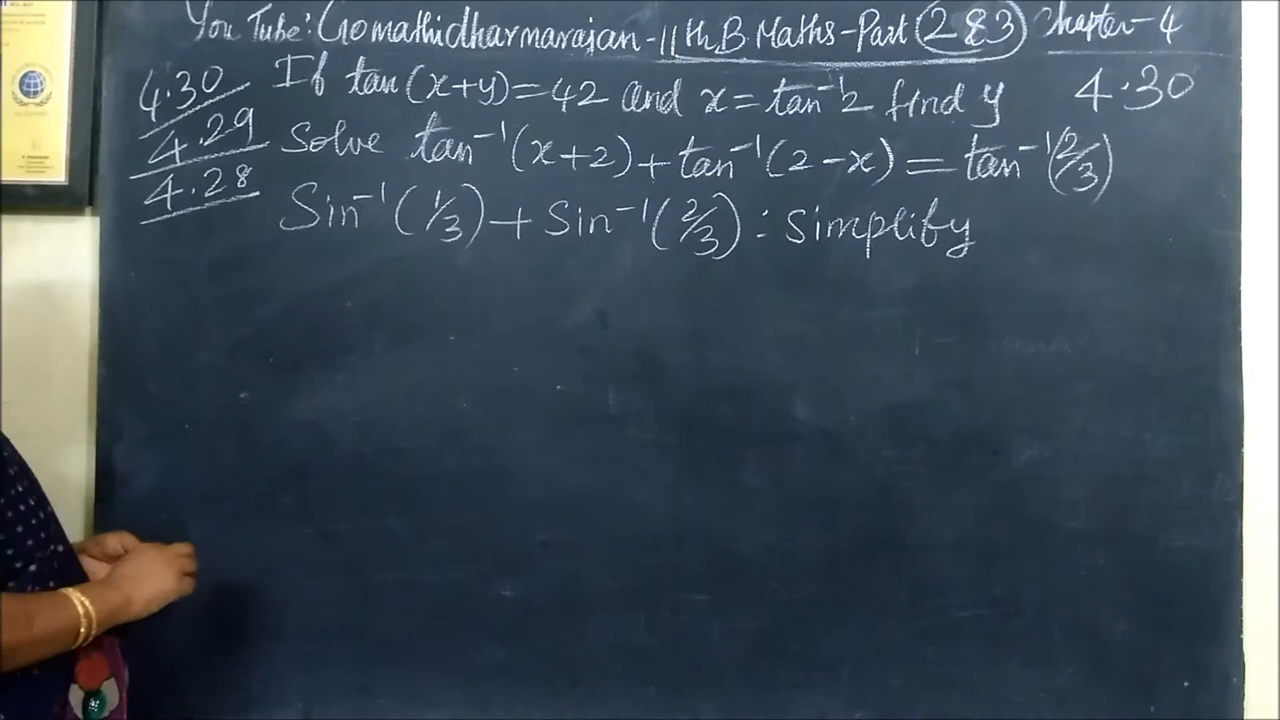 You Tube: Gomathidharmarajan-11th B. Maths-Part 283 Chapter-4
4.30 If tan(x+y)=42 and x=tan⁻¹2 find y 4.30
4.29 Solve tan⁻¹(x+2)+tan⁻¹(2-x)=tan⁻¹(2/3)
4.28 Sin⁻¹(1/3)+Sin⁻¹(2/3): Simplify